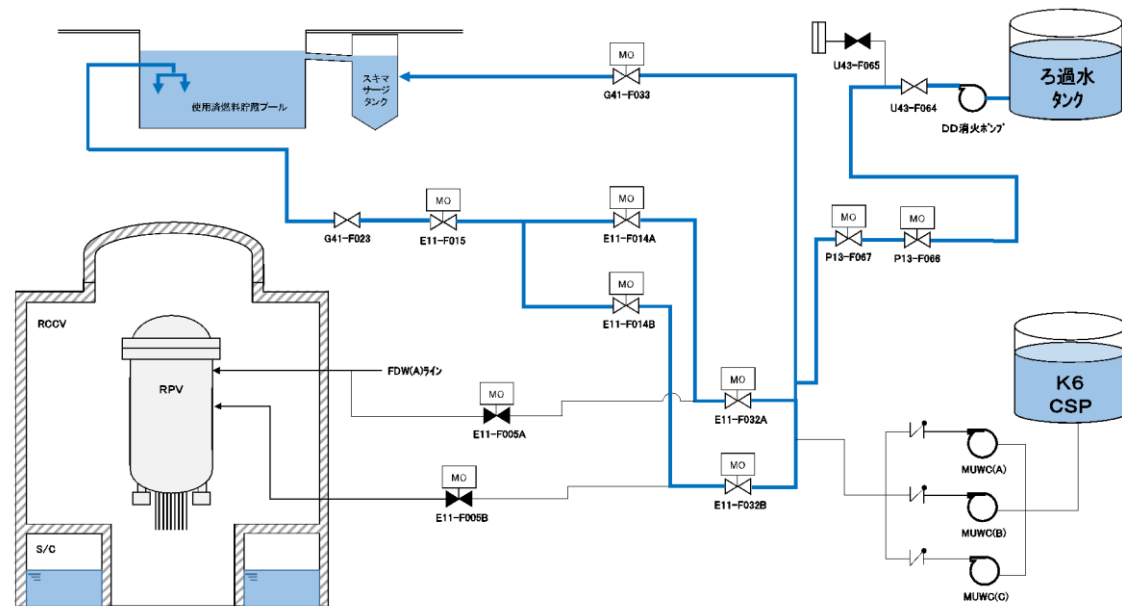 MO
G41-F033
U43-F065
U43-F064
DD消火ﾎﾟﾝﾌﾟ
ろ過水
タンク
使用済燃料貯蔵プール
スキマ
サージ
タンク
MO
MO
G41-F023
E11-F015
E11-F014A
MO
MO
P13-F067
P13-F066
MO
E11-F014B
RCCV
RPV
FDW(A)ﾗｲﾝ
MO
E11-F005A
MO
E11-F032A
K6
CSP
MUWC(A)
MO
E11-F005B
MO
E11-F032B
MUWC(B)
MUWC(C)
S/C